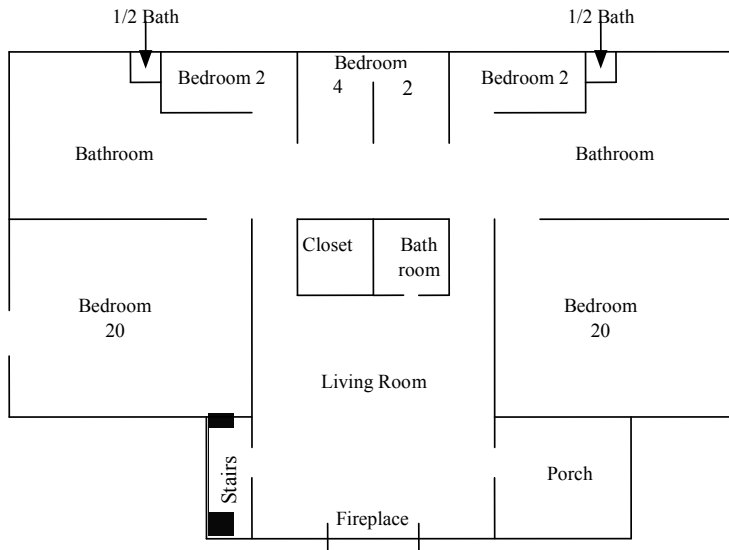 1/2 Bath
1/2 Bath
Bedroom 2
Bedroom
4
2
Bedroom 2
Bathroom
Bathroom
Closet
Bath
room
Bedroom
20
Bedroom
20
Living Room
Stairs
Porch
Fireplace